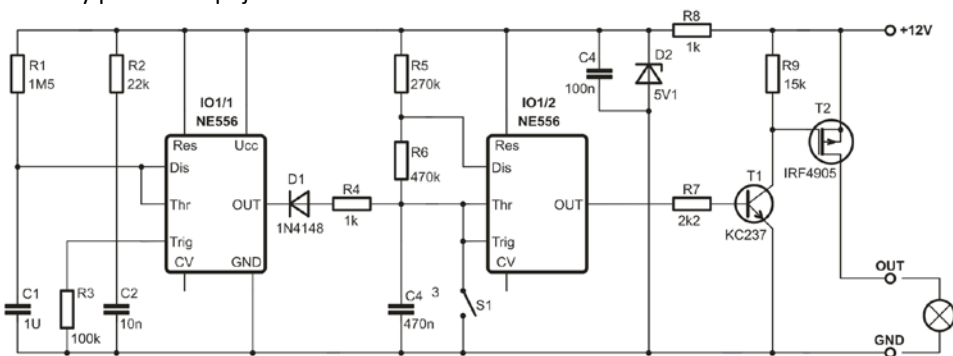 R8
1k
+12V
R1
1M5
R2
22k
R5
270k
C4
100n
D2
5V1
R9
15k
IO1/1
NE556
IO1/2
NE556
T2
IRF4905
Res
Ucc
Dis
Thr
OUT
Trig
CV
GND
D1
1N4148
R4
1k
R6
470k
Res
Dis
Thr
OUT
Trig
CV
R7
2k2
T1
KC237
C1
1U
R3
100k
C2
10n
C4
470n
3
S1
OUT
GND